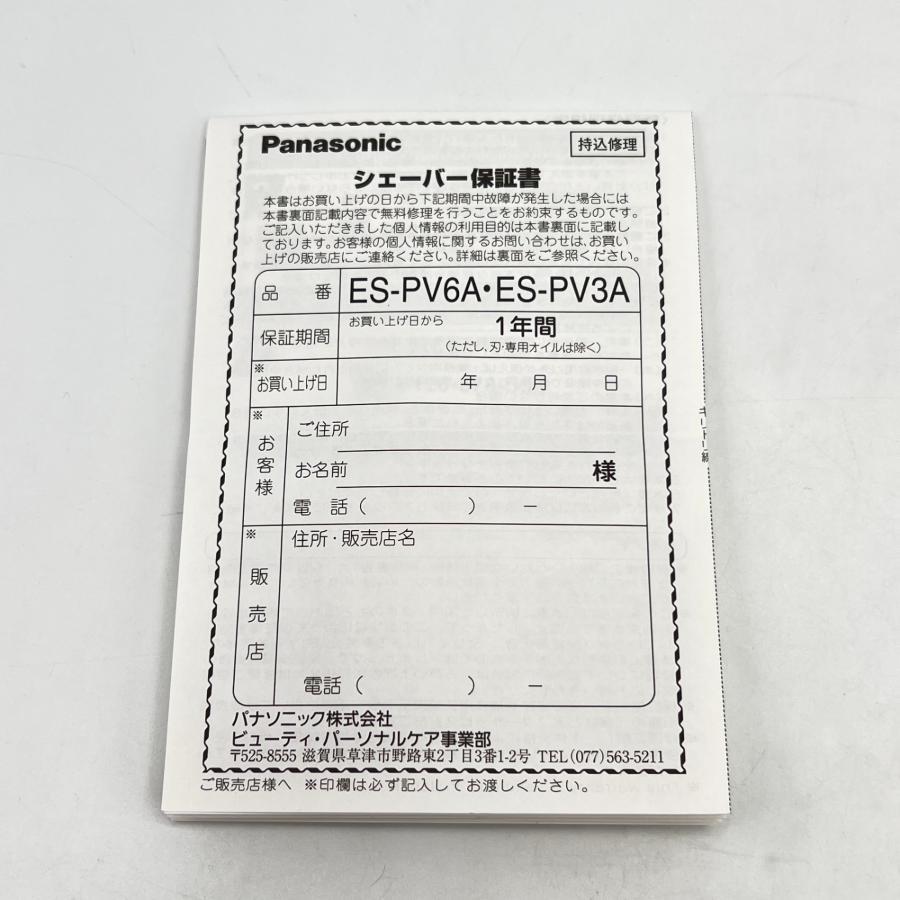 Panasonic
持込修理
シェーバー保証書
本書はお買い上げの日から下記期間中故障が発生した場合には
本書裏面記載内容で無料修理を行うことをお約束するものです。
ご記入いただきました個人情報の利用目的は本書裏面に記載し
ております。お客様の個人情報に関するお問い合わせは、お買い
上げの販売店にご連絡ください。詳細は裏面をご参照ください。
品 番 ES-PV6A・ES-PV3A
保証期間 お買い上げ日から 1年間
(ただし、刃・専用オイルは除く)
※お買い上げ日 年 月 日
※お客様
ご住所
お名前 様
電 話( ) −
※販売店
住所・販売店名
電話( ) −
パナソニック株式会社
ビューティ・パーソナルケア事業部
〒525-8555 滋賀県草津市野路東2丁目3番1-2号 TEL(077)563-5211
ご販売店様へ ※印欄は必ず記入してお渡しください。
キリトリ線